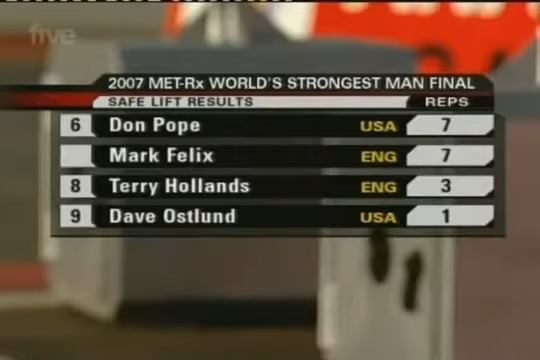 five
2007 MET-Rx WORLD'S STRONGEST MAN FINAL
SAFE LIFT RESULTS REPS
6 Don Pope USA 7
Mark Felix ENG 7
8 Terry Hollands ENG 3
9 Dave Ostlund USA 1